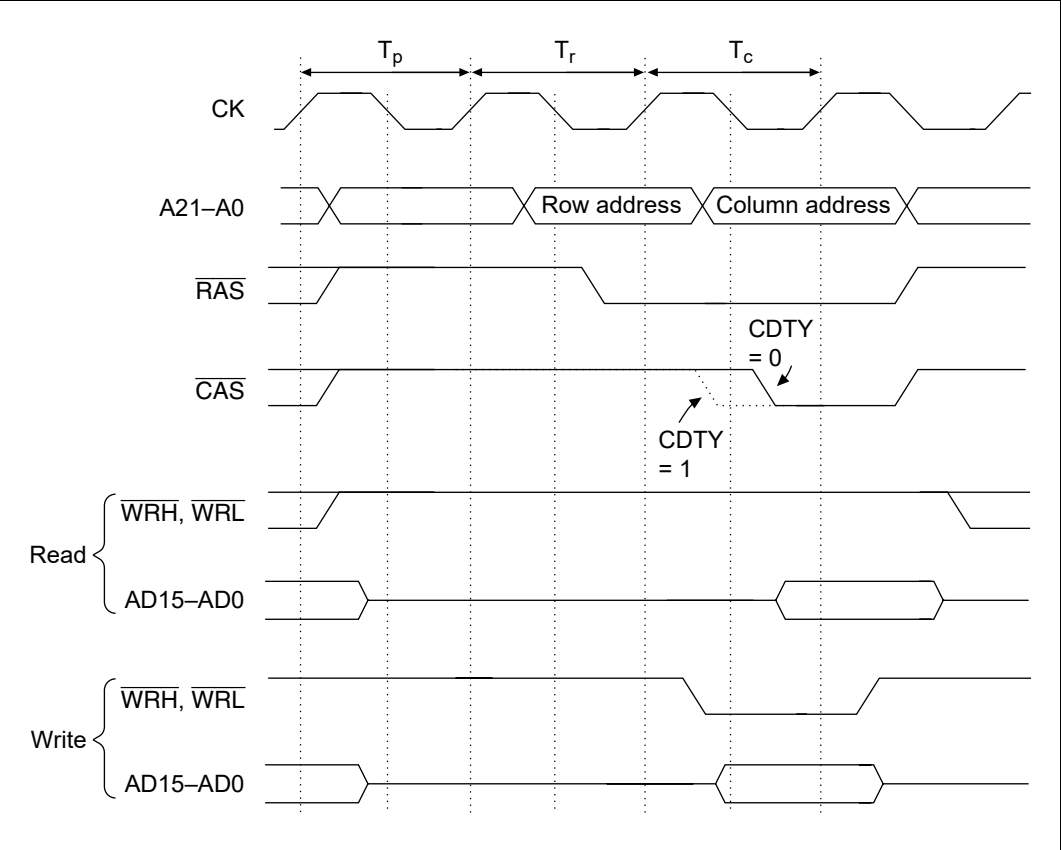 Tp Tr Tc
CK
A21–A0 Row address Column address
RAS
CDTY
= 0
CAS
CDTY
= 1
WRH, WRL
Read
AD15–AD0
WRH, WRL
Write
AD15–AD0